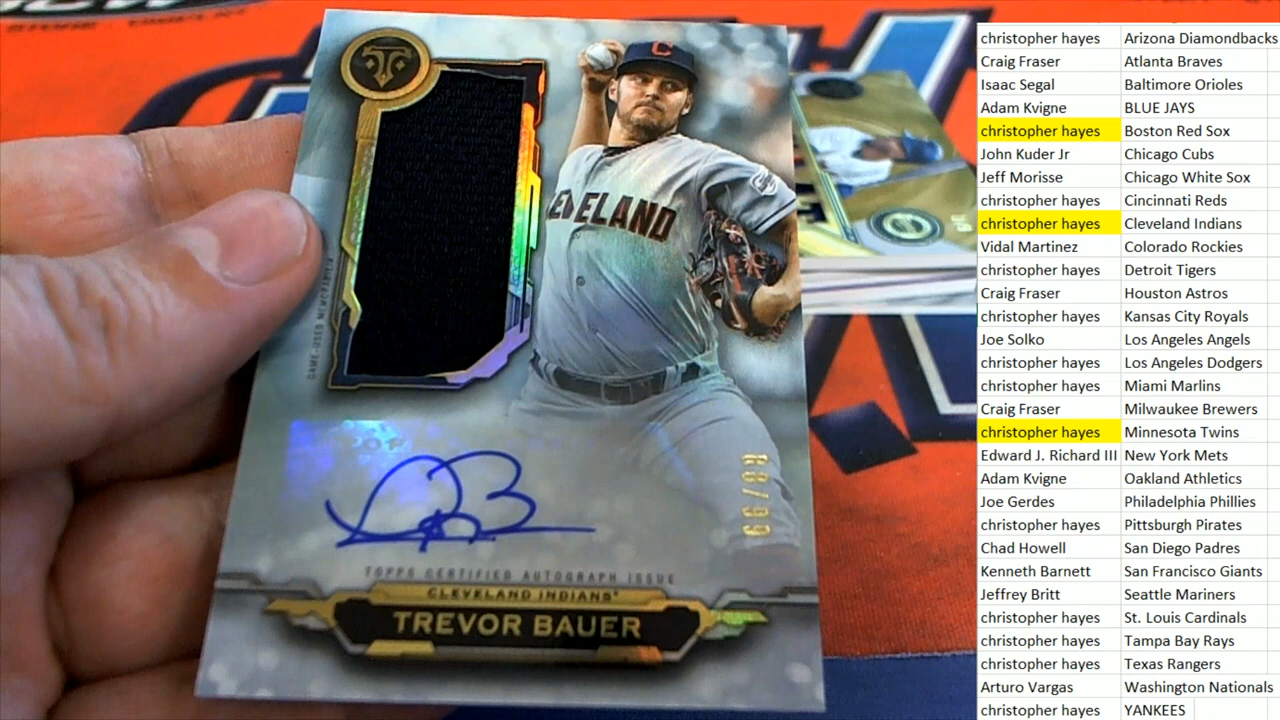 C
CLEVELAND
GAME-USED MEMORABILIA
TOPPS CERTIFIED AUTOGRAPH ISSUE
CLEVELAND INDIANS
TREVOR BAUER
christopher hayes Arizona Diamondbacks
Craig Fraser Atlanta Braves
Isaac Segal Baltimore Orioles
Adam Kvigne BLUE JAYS
christopher hayes Boston Red Sox
John Kuder Jr Chicago Cubs
Jeff Morisse Chicago White Sox
christopher hayes Cincinnati Reds
christopher hayes Cleveland Indians
Vidal Martinez Colorado Rockies
christopher hayes Detroit Tigers
Craig Fraser Houston Astros
christopher hayes Kansas City Royals
Joe Solko Los Angeles Angels
christopher hayes Los Angeles Dodgers
christopher hayes Miami Marlins
Craig Fraser Milwaukee Brewers
christopher hayes Minnesota Twins
Edward J. Richard III New York Mets
Adam Kvigne Oakland Athletics
Joe Gerdes Philadelphia Phillies
christopher hayes Pittsburgh Pirates
Chad Howell San Diego Padres
Kenneth Barnett San Francisco Giants
Jeffrey Britt Seattle Mariners
christopher hayes St. Louis Cardinals
christopher hayes Tampa Bay Rays
christopher hayes Texas Rangers
Arturo Vargas Washington Nationals
christopher hayes YANKEES